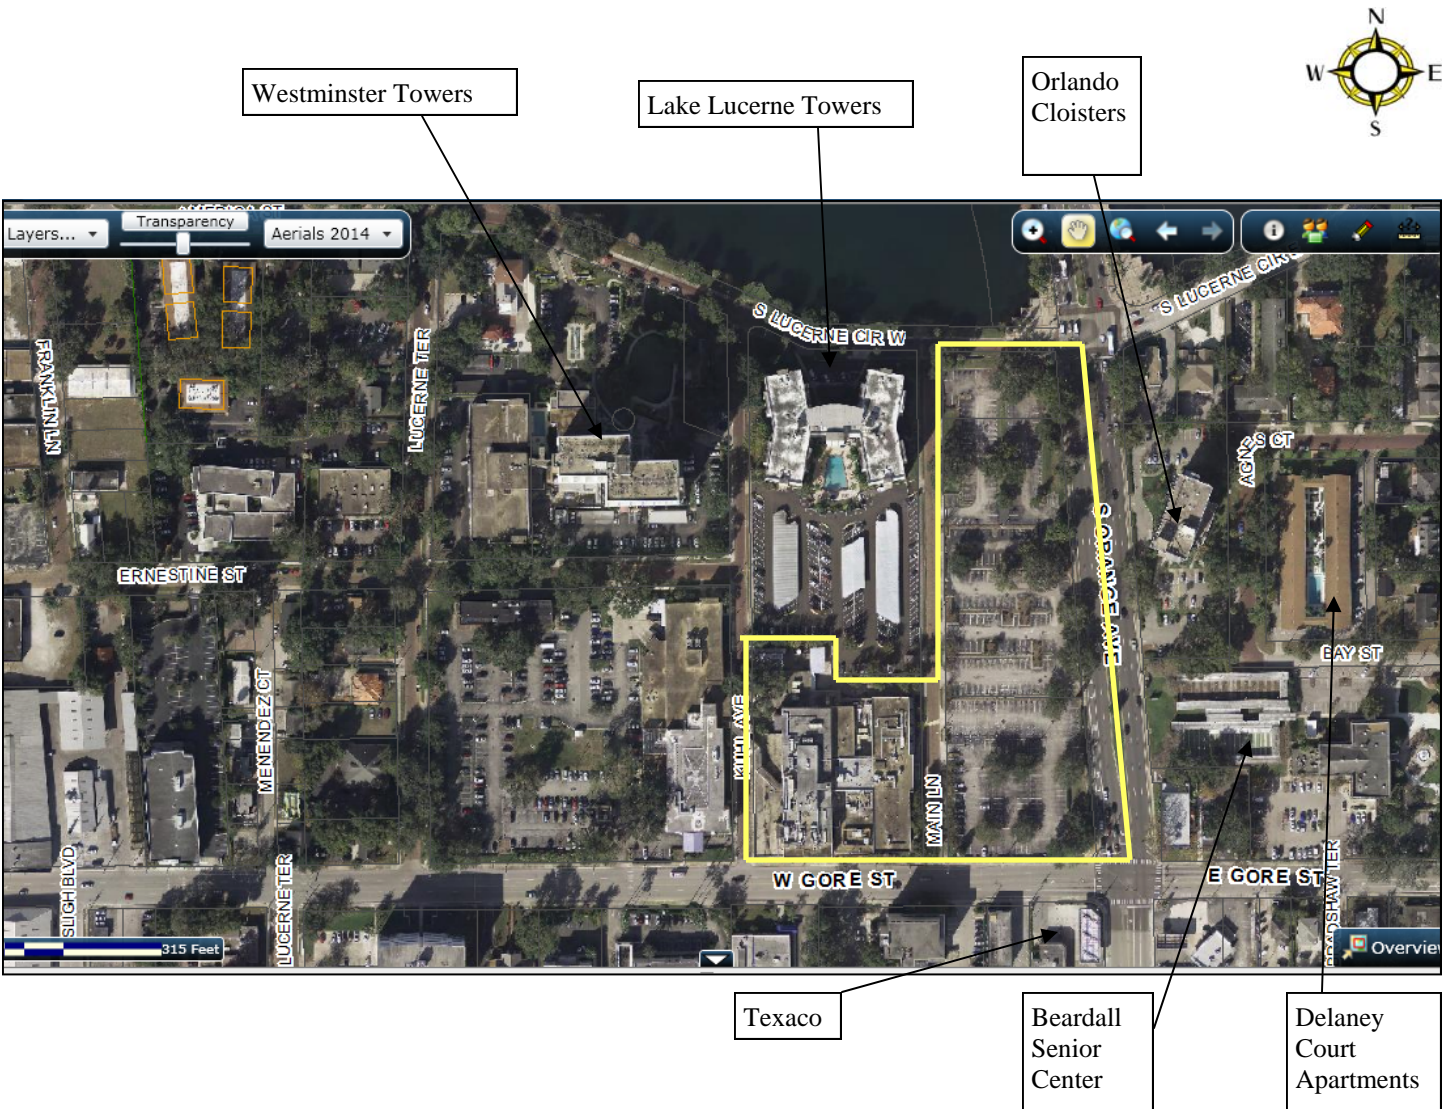 N
W E
S
Westminster Towers
Lake Lucerne Towers
Orlando
Cloisters
Layers...
Transparency
Aerials 2014
S LUCERNE CIR W
S LUCERNE CIR E
FRANKLIN LN
LUCERNE TER
AGNES CT
S ORANGE AVE
ERNESTINE ST
BAY ST
MENENDEZ CT
KUHL AVE
MAIN LN
SLIGH BLVD
LUCERNE TER
W GORE ST
E GORE ST
315 Feet
Overview
Texaco
Beardall
Senior
Center
Delaney
Court
Apartments